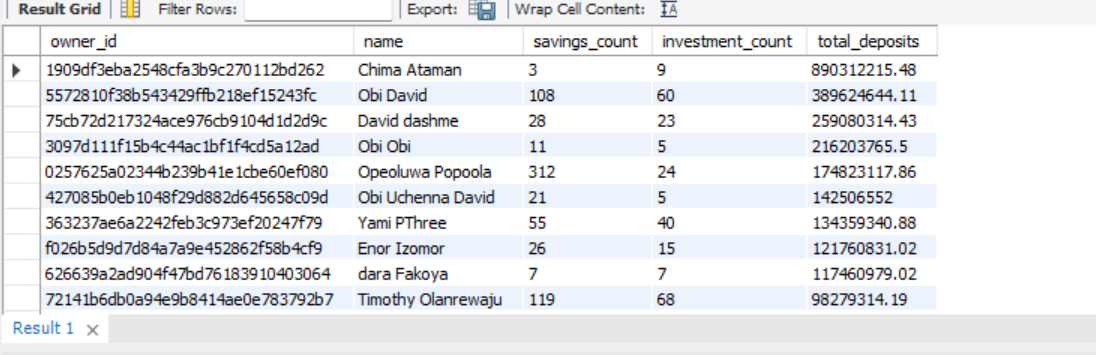 Result Grid Filter Rows: Export: Wrap Cell Content:
owner_id name savings_count investment_count total_deposits
1909df3eba2548cfa3b9c270112bd262 Chima Ataman 3 9 890312215.48
5572810f38b543429ffb218ef15243fc Obi David 108 60 389624644.11
75cb72d217324ace976cb9104d1d2d9c David dashme 28 23 259080314.43
3097d111f15b4c44ac1bf1f4cd5a12ad Obi Obi 11 5 216203765.5
0257625a02344b239b41e1cbe60ef080 Opeoluwa Popoola 312 24 174823117.86
427085b0eb1048f29d882d645658c09d Obi Uchenna David 21 5 142506552
363237ae6a2242feb3c973ef20247f79 Yami PThree 55 40 134359340.88
f026b5d9d7d84a7a9e452862f58b4cf9 Enor Izomor 26 15 121760831.02
626639a2ad904f47bd76183910403064 dara Fakoya 7 7 117460979.02
72141b6db0a94e9b8414ae0e783792b7 Timothy Olanrewaju 119 68 98279314.19
Result 1